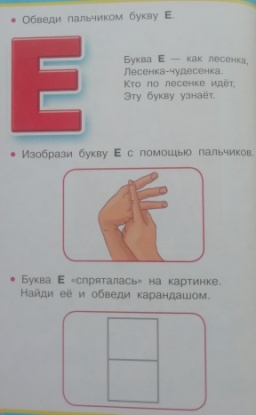 • Обведи пальчиком букву Е.
Е
Буква Е — как лесенка,
Лесенка-чудесенка.
Кто по лесенке идёт,
Эту букву узнаёт.
• Изобрази букву Е с помощью пальчиков.
• Буква Е «спряталась» на картинке.
Найди её и обведи карандашом.